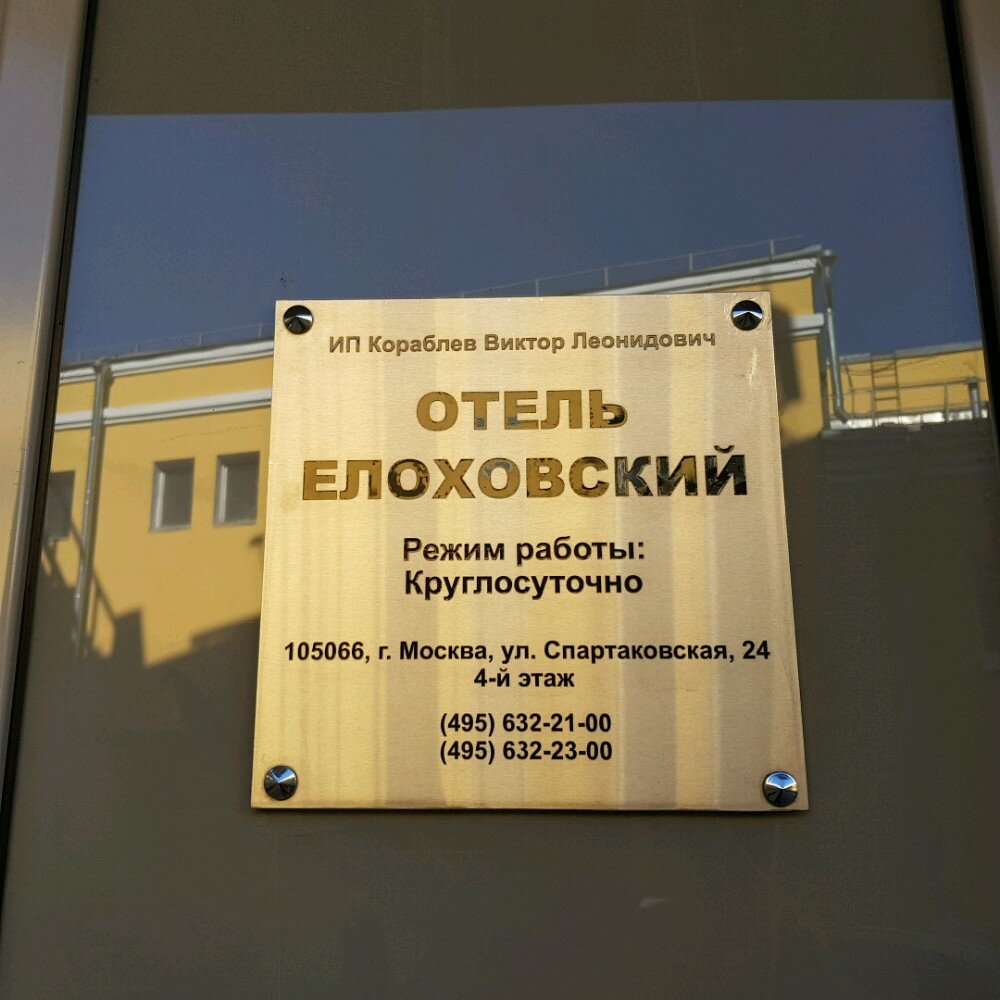 ИП Кораблев Виктор Леонидович
ОТЕЛЬ
ЕЛОХОВСКИЙ
Режим работы:
Круглосуточно
105066, г. Москва, ул. Спартаковская, 24
4-й этаж
(495) 632-21-00
(495) 632-23-00